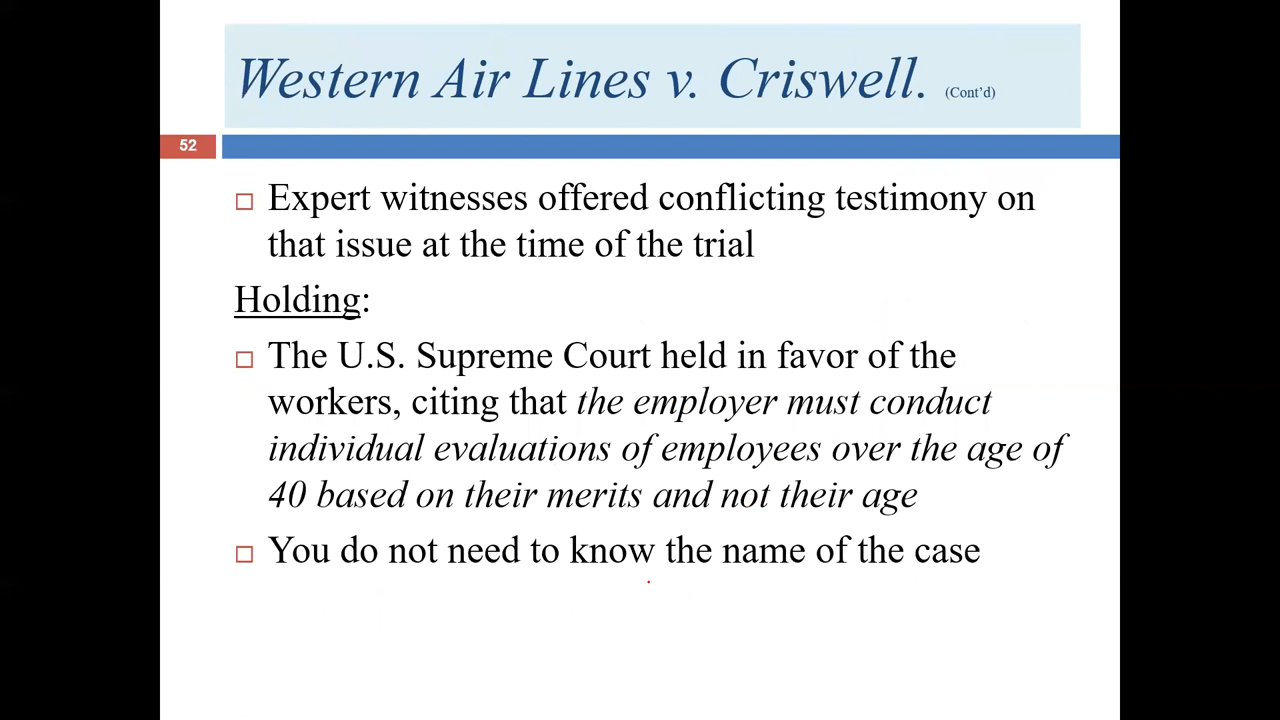 Western Air Lines v. Criswell. (Cont'd)
52
Expert witnesses offered conflicting testimony on
that issue at the time of the trial
Holding:
The U.S. Supreme Court held in favor of the
workers, citing that the employer must conduct
individual evaluations of employees over the age of
40 based on their merits and not their age
You do not need to know the name of the case